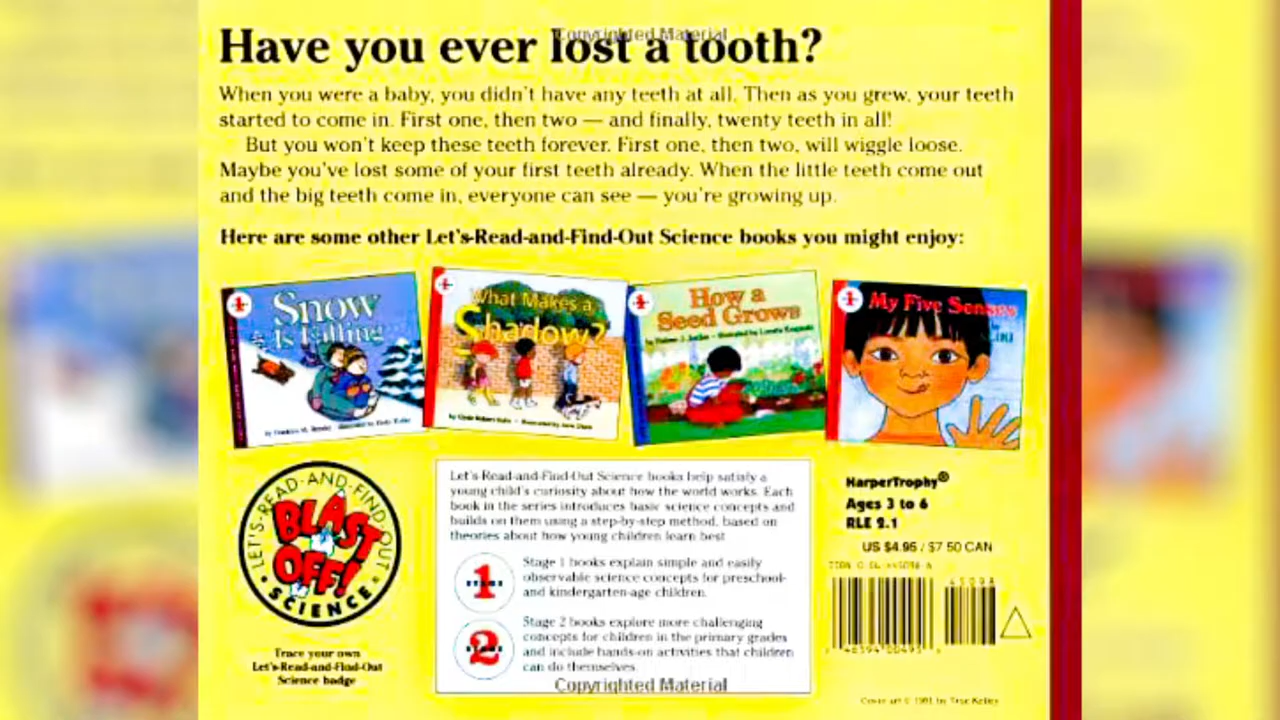 Copyrighted Material
Have you ever lost a tooth?
When you were a baby, you didn't have any teeth at all. Then as you grew, your teeth
started to come in. First one, then two — and finally, twenty teeth in all!
But you won't keep these teeth forever. First one, then two, will wiggle loose.
Maybe you've lost some of your first teeth already. When the little teeth come out
and the big teeth come in, everyone can see — you're growing up.
Here are some other Let's-Read-and-Find-Out Science books you might enjoy:
1
Snow
is Falling
1
What Makes a
Shadow?
1
How a
Seed Grows
1
My Five Senses
LET'S-READ-AND-FIND-OUT
BLAST
OFF!
SCIENCE
Trace your own
Let's-Read-and-Find-Out
Science badge
Let's-Read-and-Find-Out Science books help satisfy a
young child's curiosity about how the world works. Each
book in the series introduces basic science concepts and
builds on them using a step-by-step method, based on
theories about how young children learn best
1
Stage 1 books explain simple and easily
observable science concepts for preschool-
and kindergarten-age children.
2
Stage 2 books explore more challenging
concepts for children in the primary grades
and include hands-on activities that children
can do themselves.
Copyrighted Material
HarperTrophy®
Ages 3 to 6
RLE 2.1
US $4.95 / $7.50 CAN
Cover art © by True Kelley